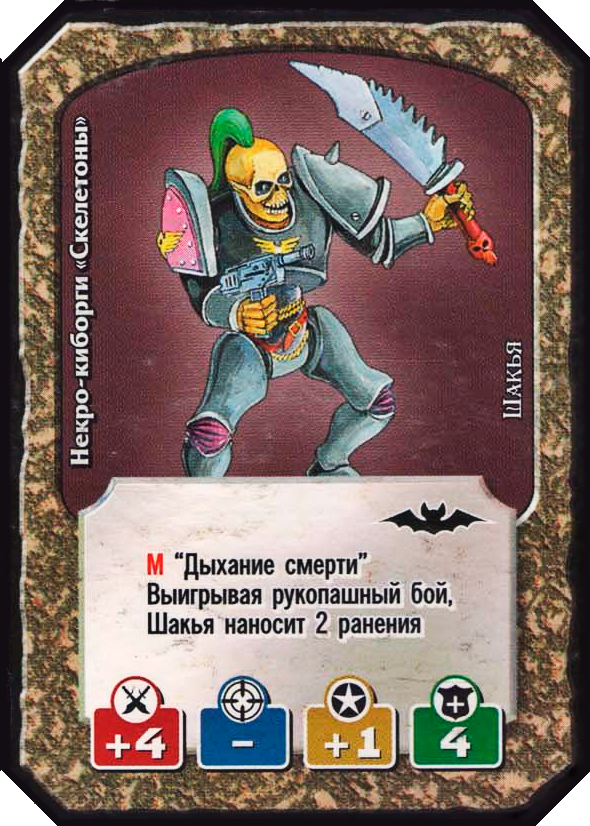 Некро-киборги «Скелетоны»
Шакья
М “Дыхание смерти”
Выигрывая рукопашный бой,
Шакья наносит 2 ранения
+4
–
+1
4